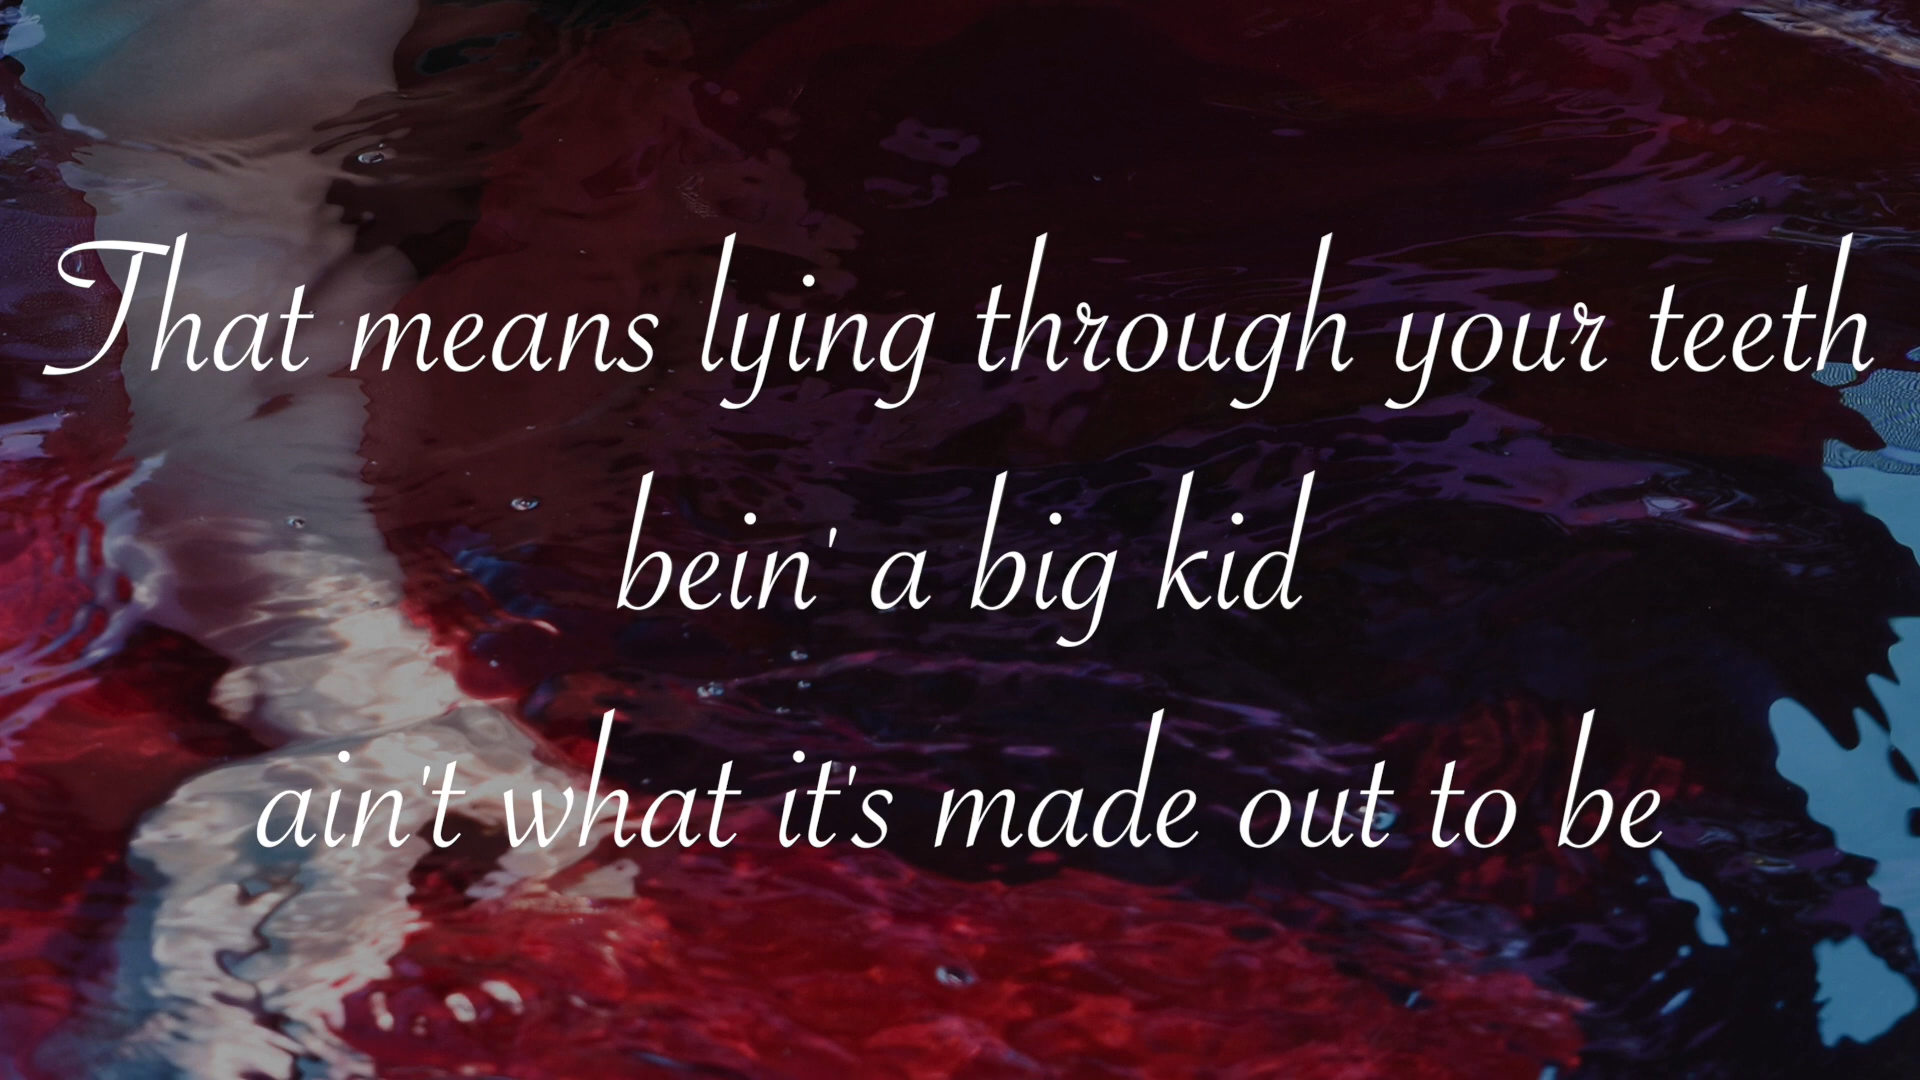 That means lying through your teeth
bein' a big kid
ain't what it's made out to be